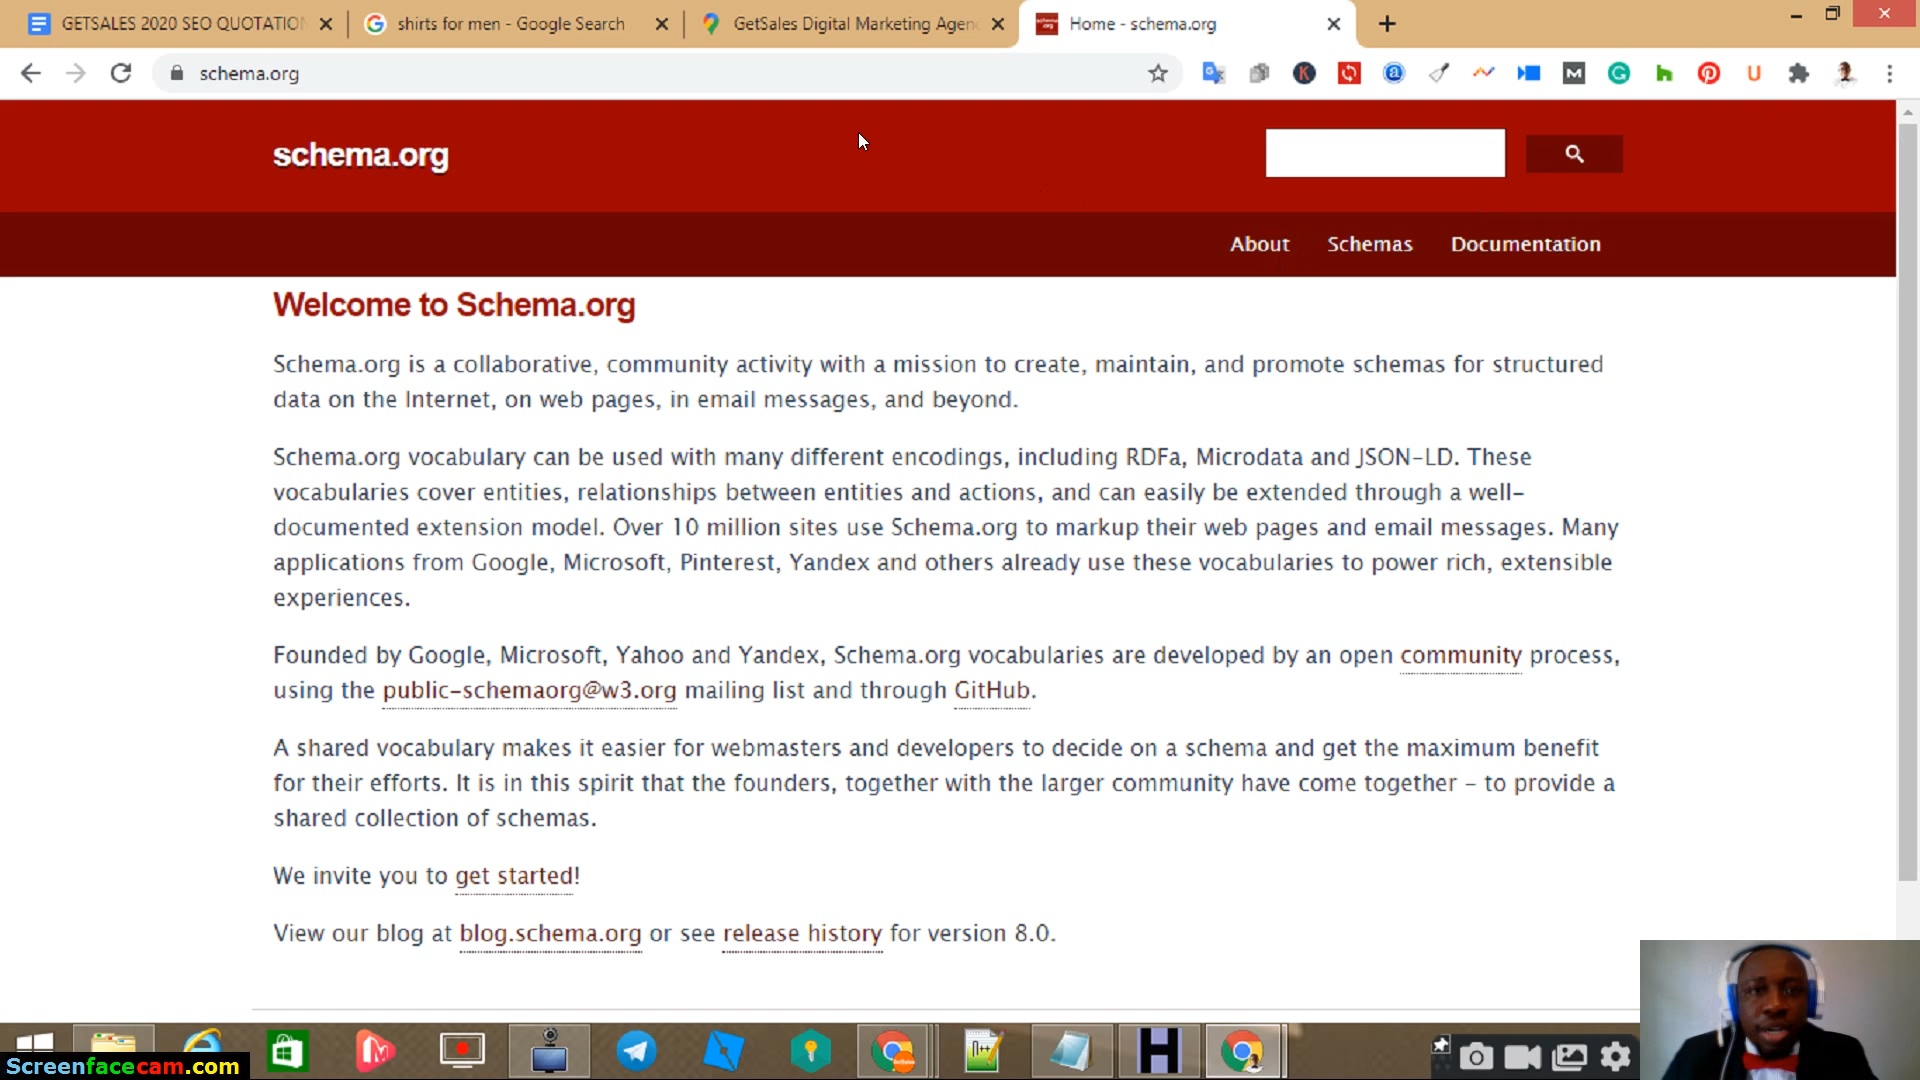 GETSALES 2020 SEO QUOTATION
shirts for men - Google Search
GetSales Digital Marketing Agen
Home - schema.org
schema.org
schema.org
About Schemas Documentation
Welcome to Schema.org
Schema.org is a collaborative, community activity with a mission to create, maintain, and promote schemas for structured
data on the Internet, on web pages, in email messages, and beyond.
Schema.org vocabulary can be used with many different encodings, including RDFa, Microdata and JSON-LD. These
vocabularies cover entities, relationships between entities and actions, and can easily be extended through a well-
documented extension model. Over 10 million sites use Schema.org to markup their web pages and email messages. Many
applications from Google, Microsoft, Pinterest, Yandex and others already use these vocabularies to power rich, extensible
experiences.
Founded by Google, Microsoft, Yahoo and Yandex, Schema.org vocabularies are developed by an open community process,
using the public-schemaorg@w3.org mailing list and through GitHub.
A shared vocabulary makes it easier for webmasters and developers to decide on a schema and get the maximum benefit
for their efforts. It is in this spirit that the founders, together with the larger community have come together - to provide a
shared collection of schemas.
We invite you to get started!
View our blog at blog.schema.org or see release history for version 8.0.
Screenfacecam.com